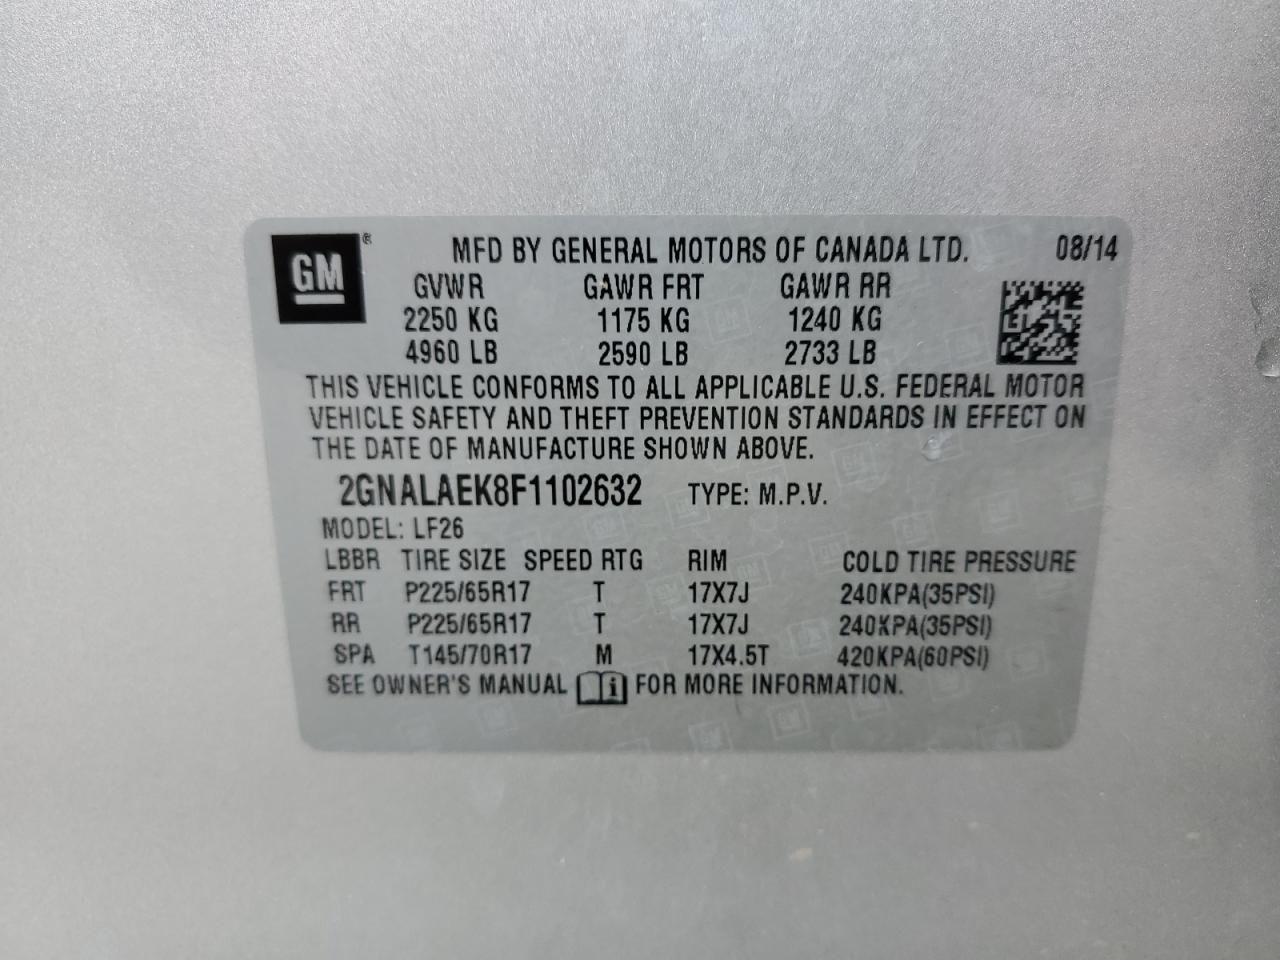 GM ® MFD BY GENERAL MOTORS OF CANADA LTD. 08/14
GVWR GAWR FRT GAWR RR
2250 KG 1175 KG 1240 KG
4960 LB 2590 LB 2733 LB
THIS VEHICLE CONFORMS TO ALL APPLICABLE U.S. FEDERAL MOTOR
VEHICLE SAFETY AND THEFT PREVENTION STANDARDS IN EFFECT ON
THE DATE OF MANUFACTURE SHOWN ABOVE.
2GNALAEK8F1102632 TYPE: M.P.V.
MODEL: LF26
LBBR TIRE SIZE SPEED RTG RIM COLD TIRE PRESSURE
FRT P225/65R17 T 17X7J 240KPA(35PSI)
RR P225/65R17 T 17X7J 240KPA(35PSI)
SPA T145/70R17 M 17X4.5T 420KPA(60PSI)
SEE OWNER'S MANUAL i FOR MORE INFORMATION.